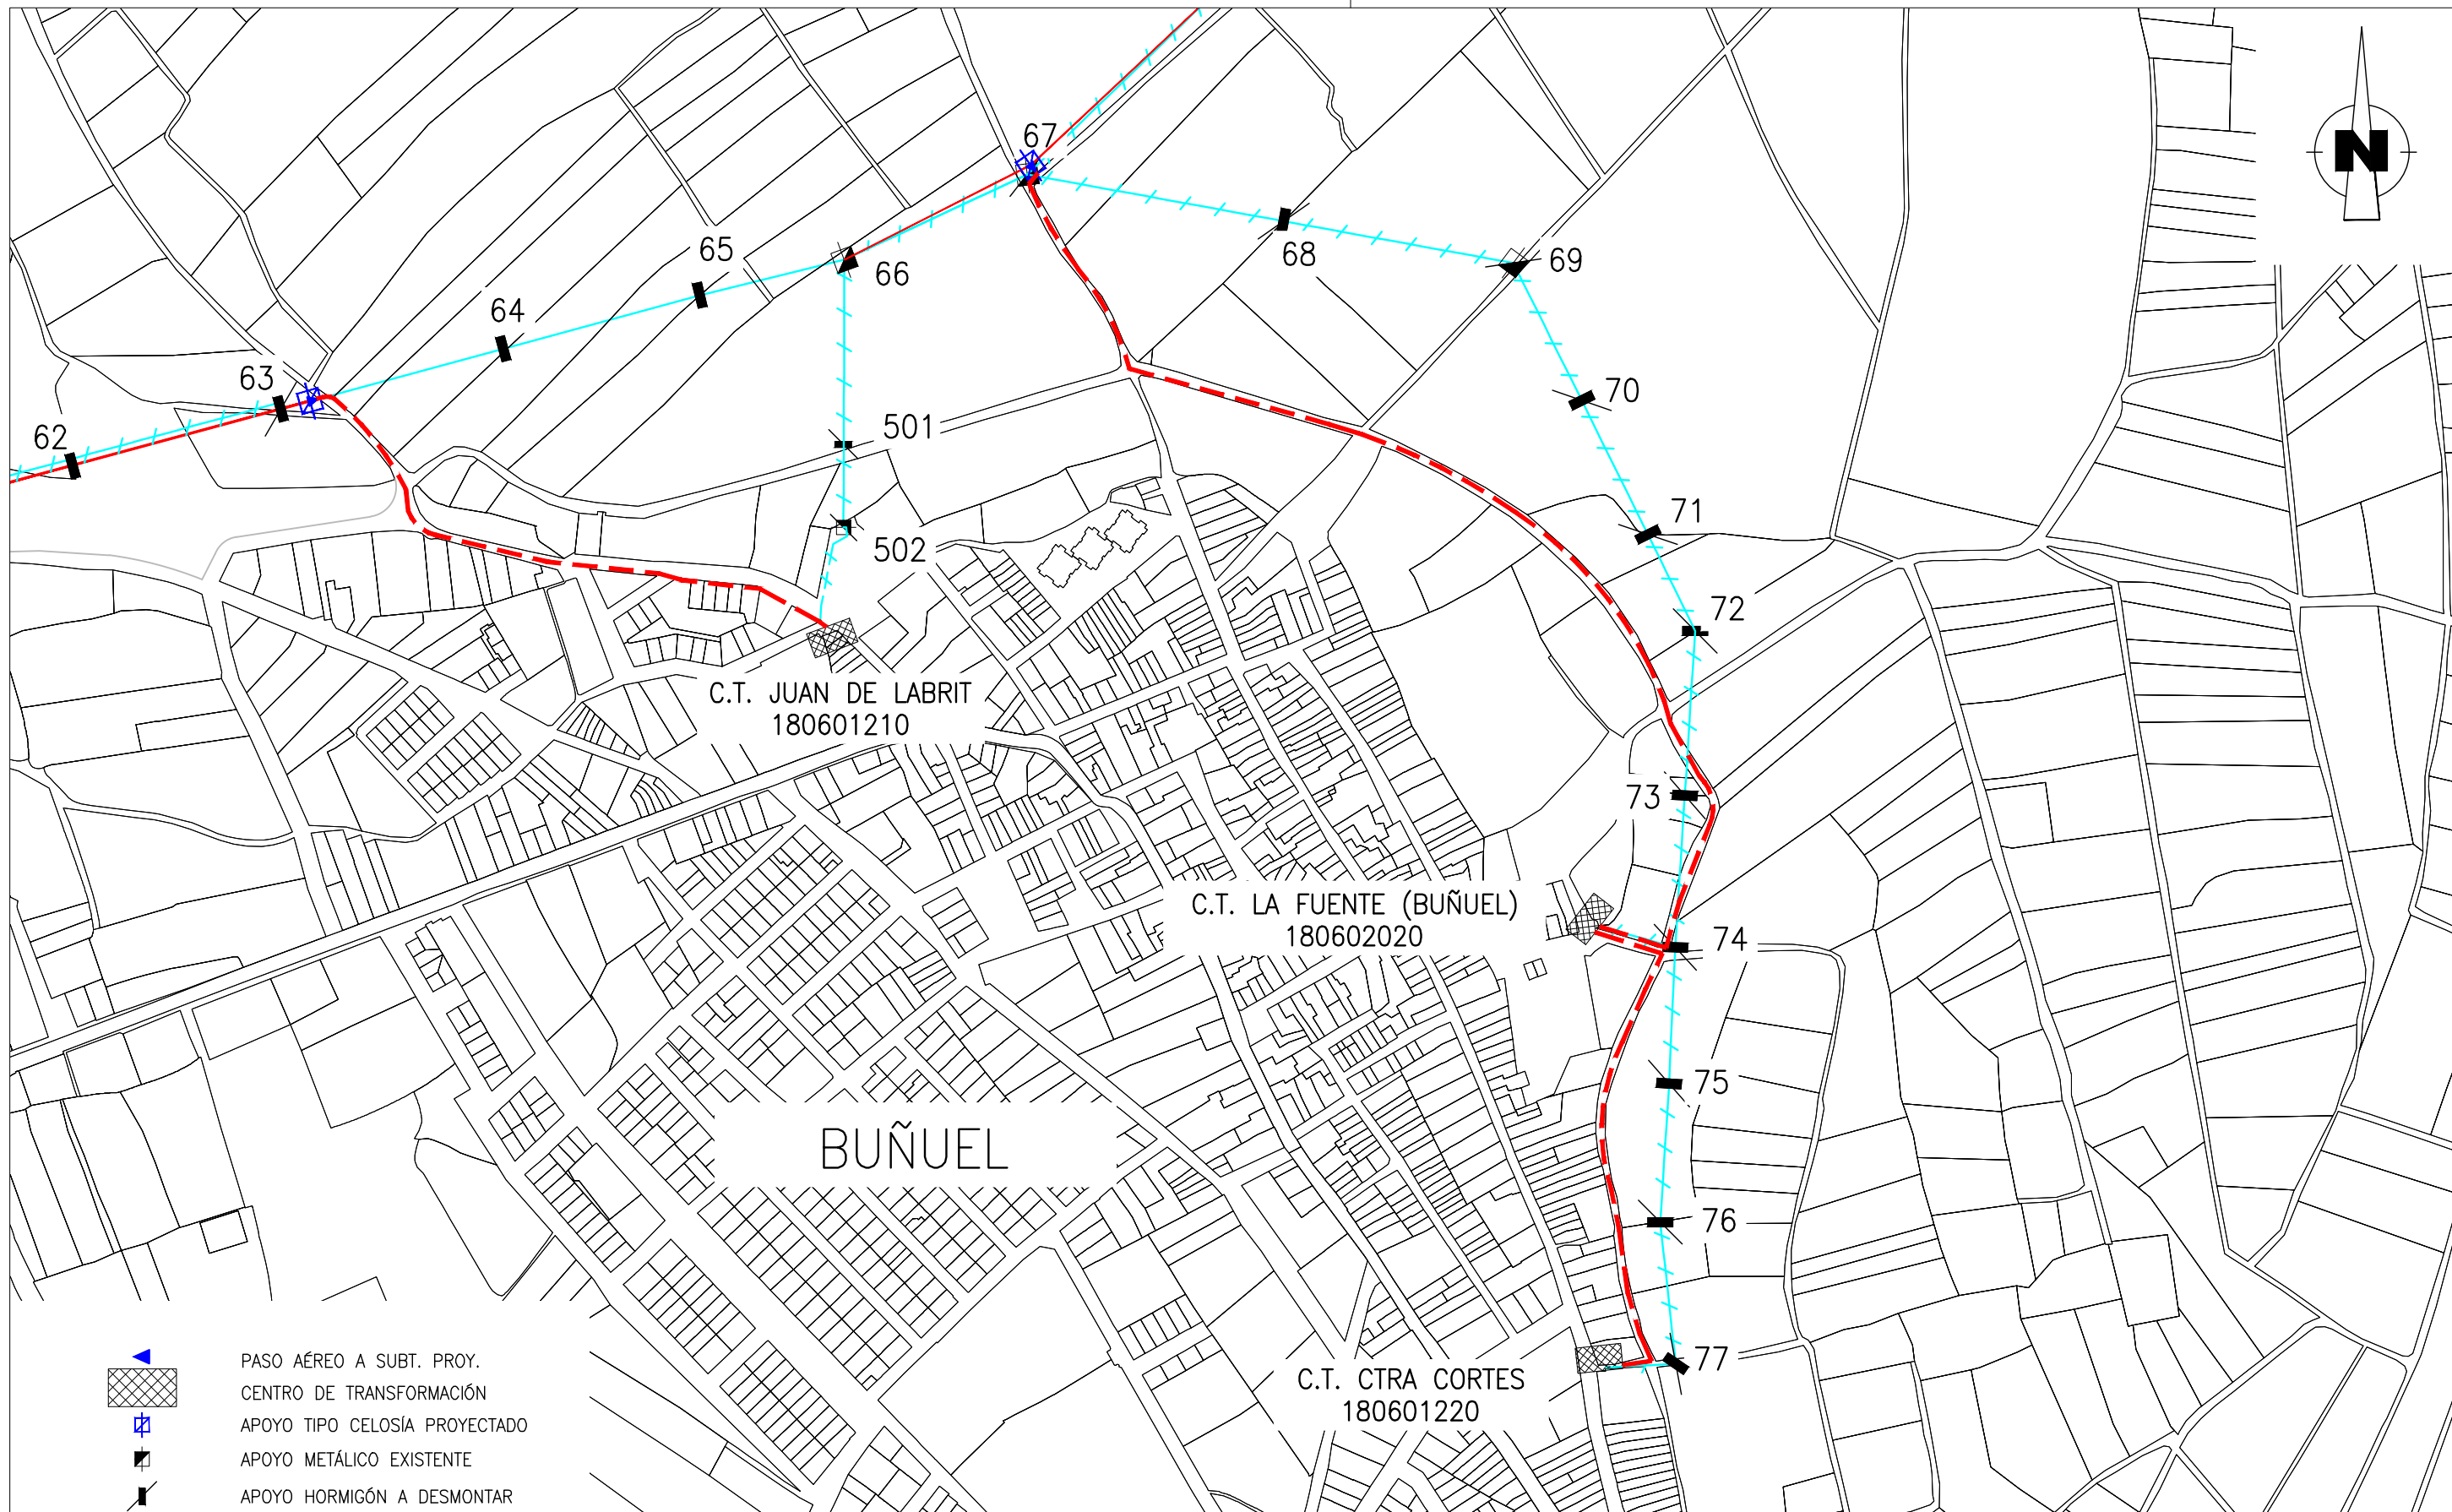 N
67
68
69
65
66
64
63
62
70
501
502
71
72
C.T. JUAN DE LABRIT
180601210
73
C.T. LA FUENTE (BUÑUEL)
180602020
74
75
BUÑUEL
76
77
C.T. CTRA CORTES
180601220
PASO AÉREO A SUBT. PROY.
CENTRO DE TRANSFORMACIÓN
APOYO TIPO CELOSÍA PROYECTADO
APOYO METÁLICO EXISTENTE
APOYO HORMIGÓN A DESMONTAR